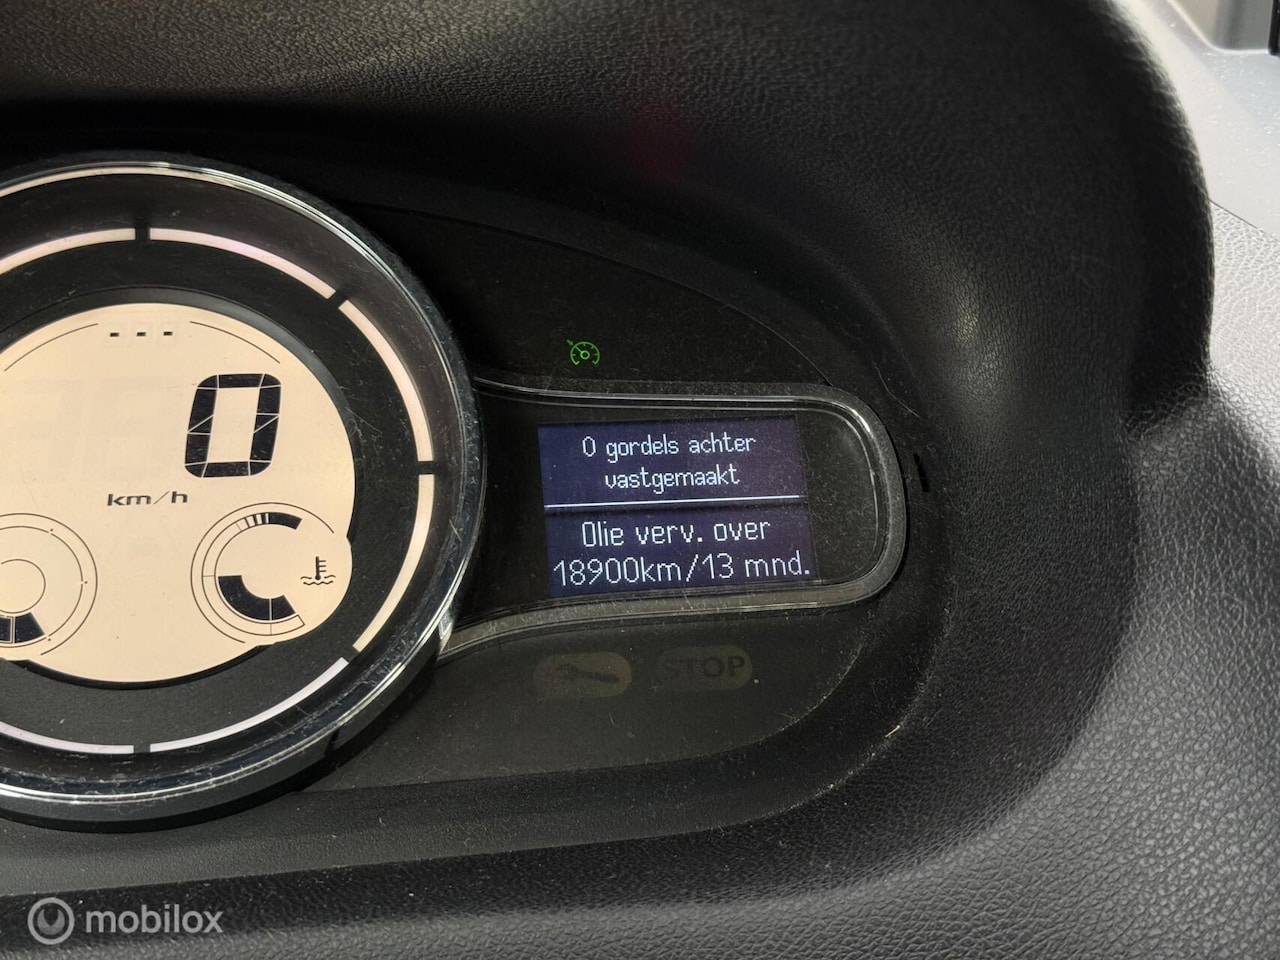 0
km/h
0 gordels achter
vastgemaakt
Olie verv. over
18900km/13 mnd.
STOP
mobilox